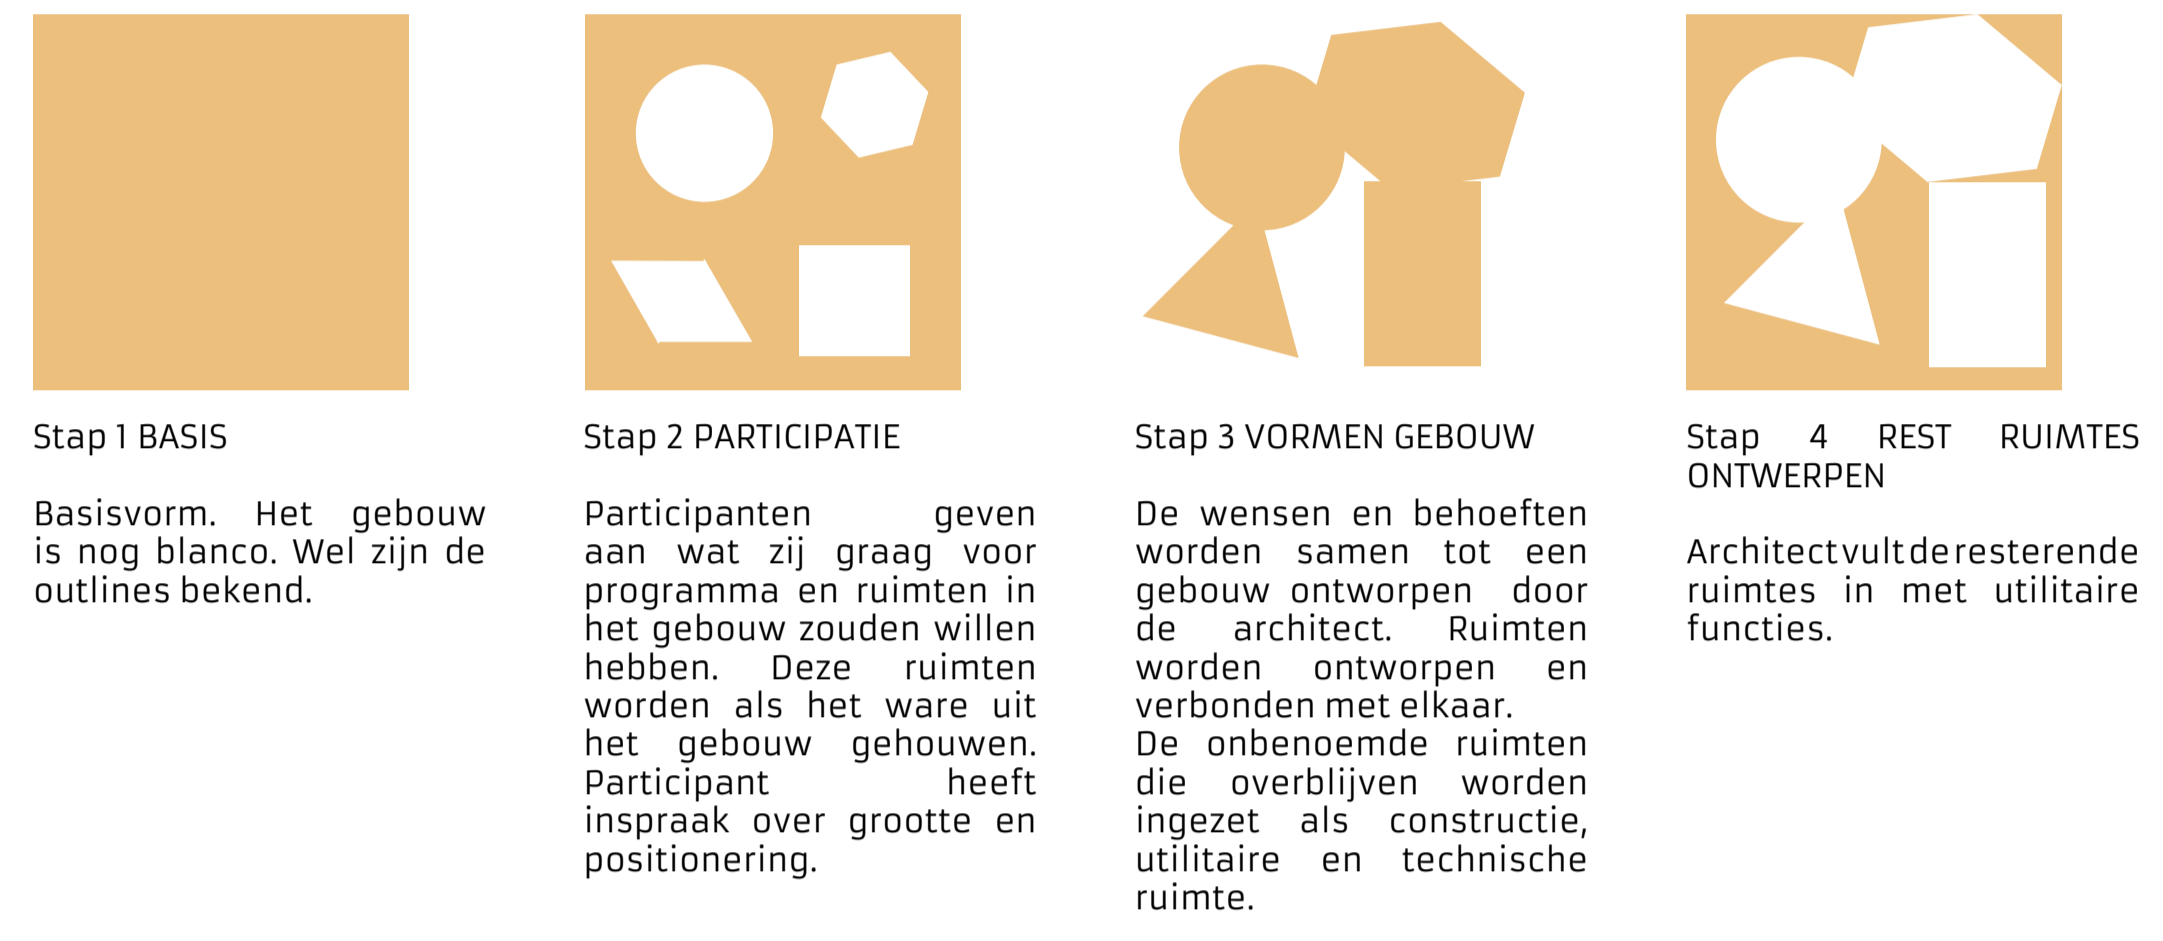 Stap 1 BASIS
Basisvorm. Het gebouw
is nog blanco. Wel zijn de
outlines bekend.
Stap 2 PARTICIPATIE
Participanten geven
aan wat zij graag voor
programma en ruimten in
het gebouw zouden willen
hebben. Deze ruimten
worden als het ware uit
het gebouw gehouwen.
Participant heeft
inspraak over grootte en
positionering.
Stap 3 VORMEN GEBOUW
De wensen en behoeften
worden samen tot een
gebouw ontworpen door
de architect. Ruimten
worden ontworpen en
verbonden met elkaar.
De onbenoemde ruimten
die overblijven worden
ingezet als constructie,
utilitaire en technische
ruimte.
Stap 4 REST RUIMTES
ONTWERPEN
Architect vult de resterende
ruimtes in met utilitaire
functies.